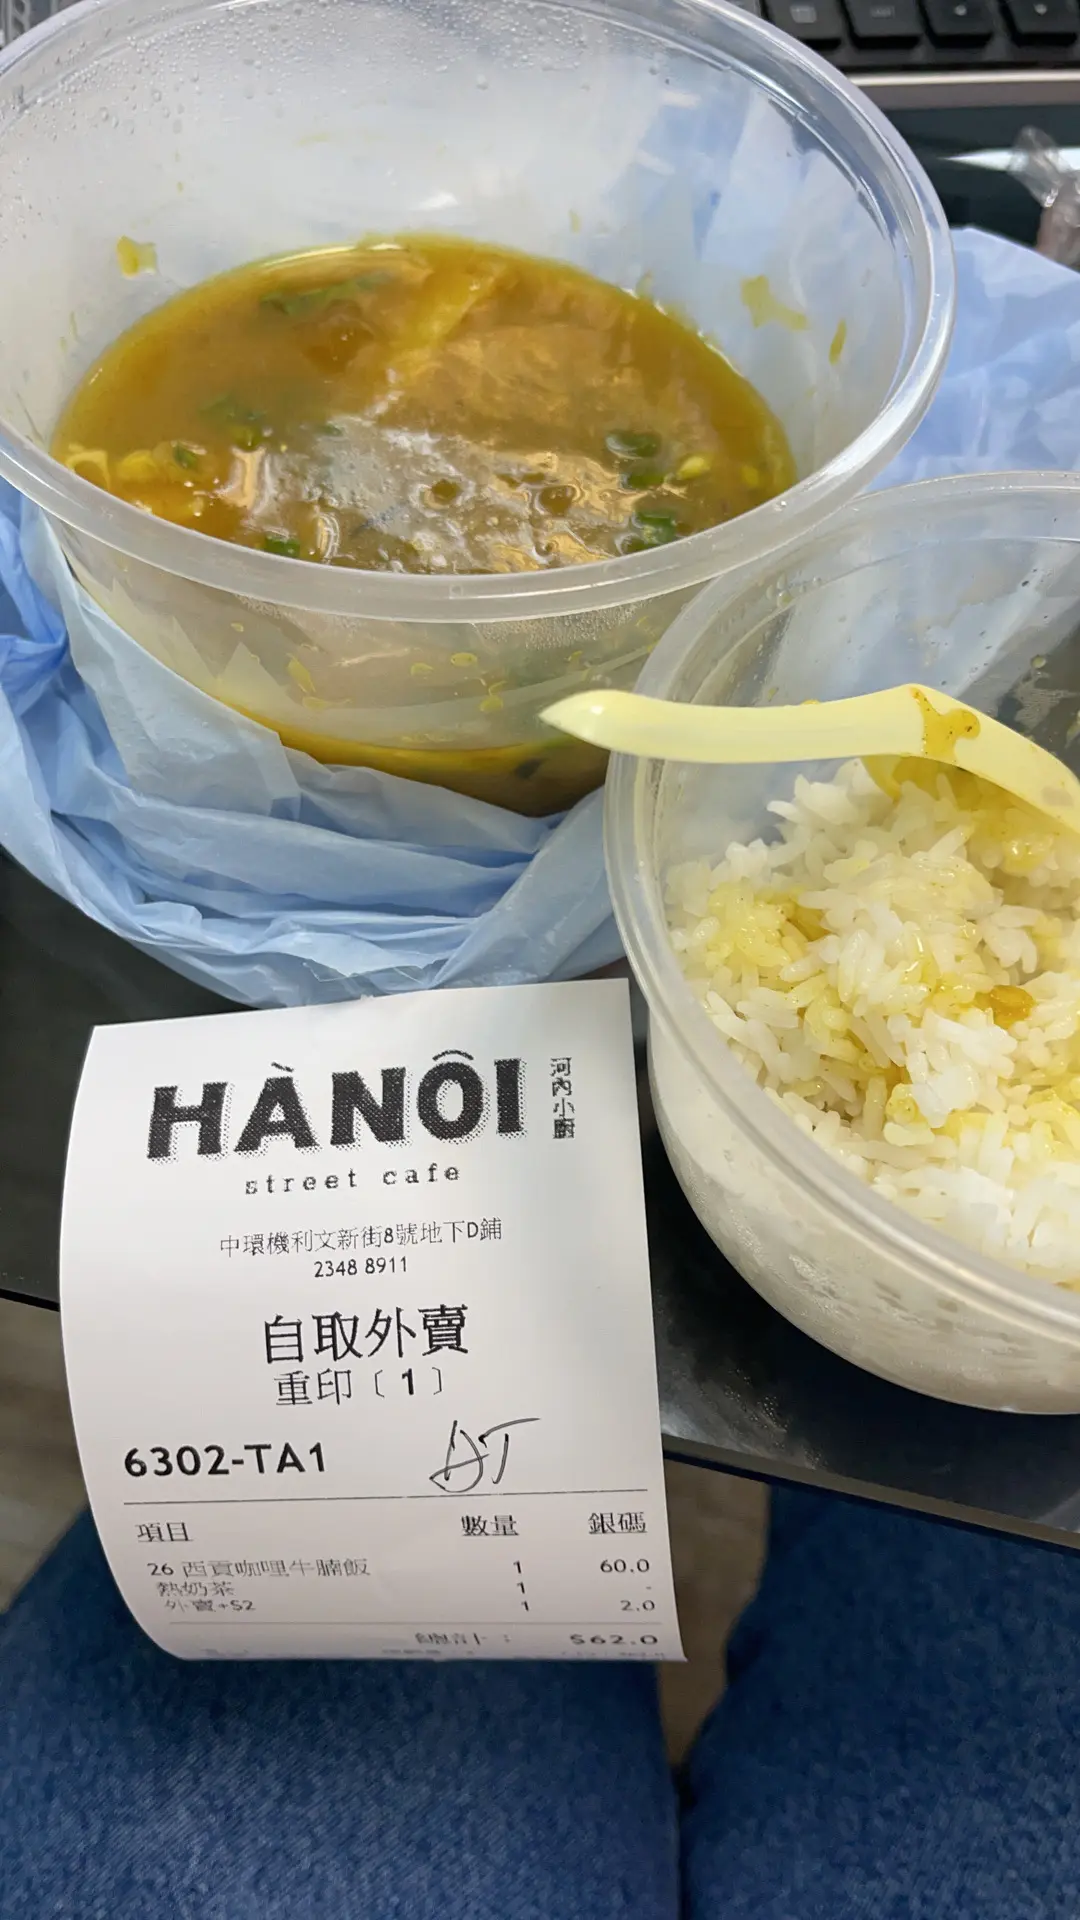 HÀNÔI
河內小廚
street cafe
中環機利文新街8號地下D鋪
2348 8911
自取外賣
重印〔1〕
6302-TA1
項目 數量 銀碼
26 西貢咖哩牛腩飯 1 60.0
熱奶茶 1 -
外賣+$2 1 2.0
總計： $62.0